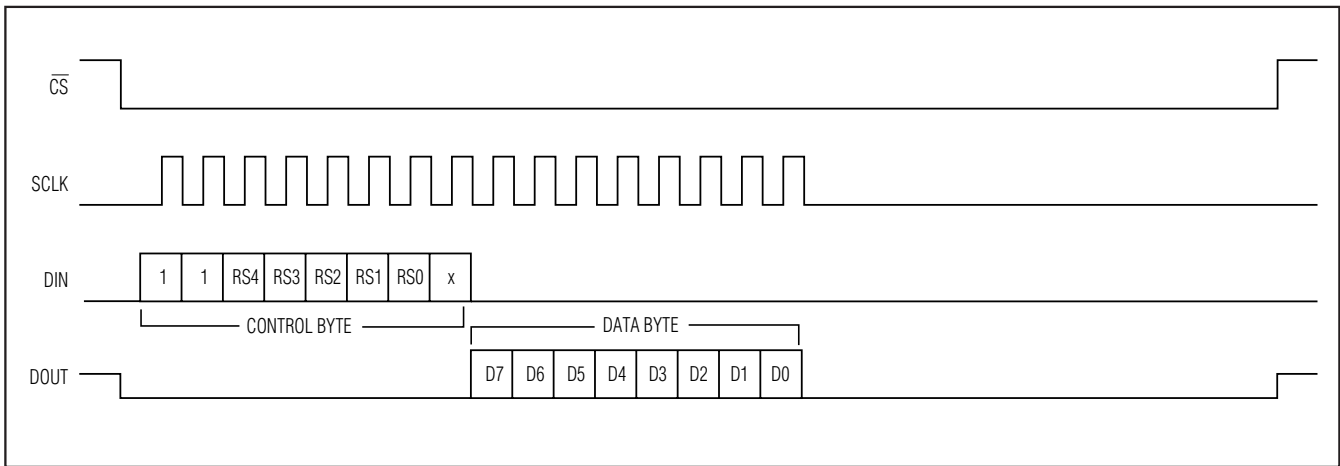 C̅S̅
SCLK
DIN
1 1 RS4 RS3 RS2 RS1 RS0 x
CONTROL BYTE
DATA BYTE
DOUT
D7 D6 D5 D4 D3 D2 D1 D0